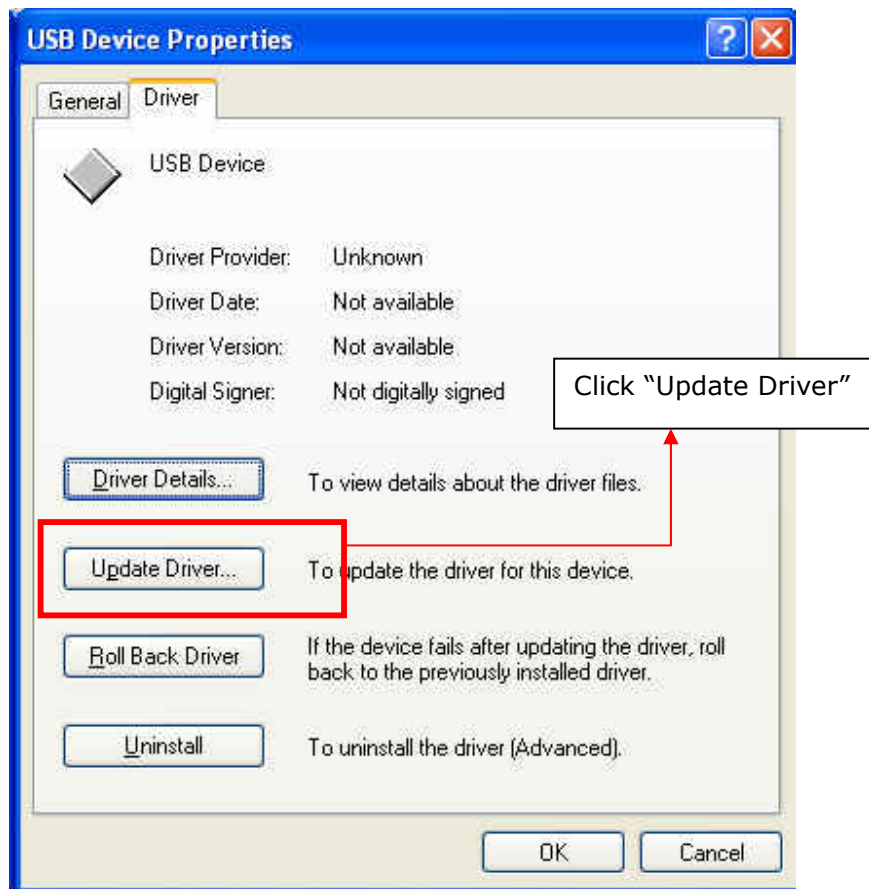 USB Device Properties
General Driver
USB Device
Driver Provider: Unknown
Driver Date: Not available
Driver Version: Not available
Digital Signer: Not digitally signed
Click “Update Driver”
Driver Details... To view details about the driver files.
Update Driver... To update the driver for this device.
Roll Back Driver If the device fails after updating the driver, roll
back to the previously installed driver.
Uninstall To uninstall the driver (Advanced).
OK Cancel